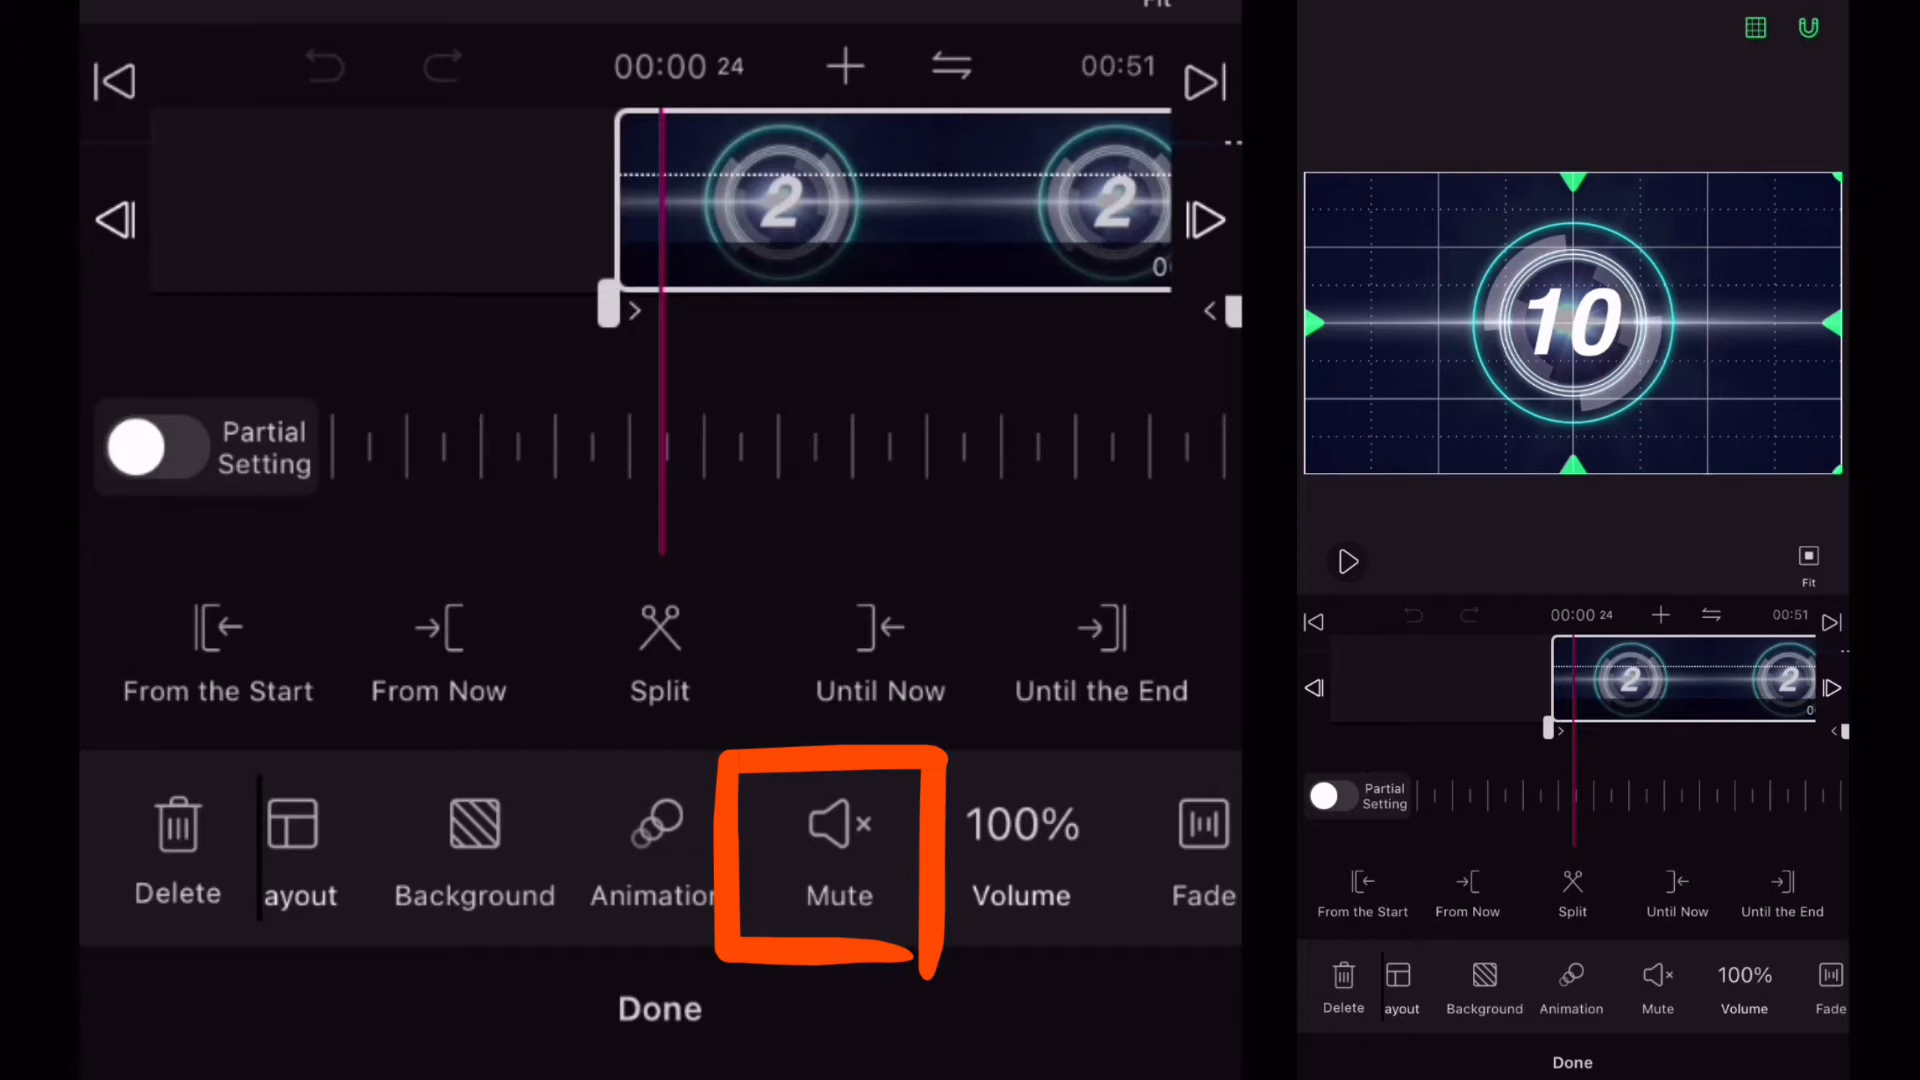 Fit
00:00 24
00:51
2
2
Partial
Setting
From the Start
From Now
Split
Until Now
Until the End
Delete
ayout
Background
Animation
Mute
100%
Volume
Fade
Done
10
Fit
00:00 24
00:51
2
2
Partial
Setting
From the Start
From Now
Split
Until Now
Until the End
Delete
ayout
Background
Animation
Mute
100%
Volume
Fade
Done